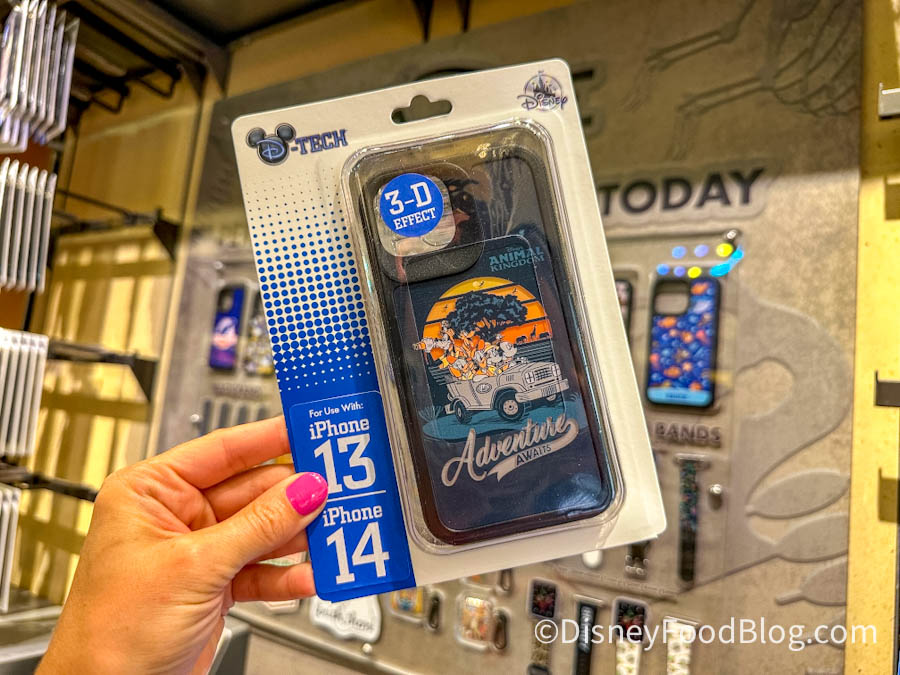 D-TECH
Disney
3-D
EFFECT
Disney's
ANIMAL
KINGDOM
Adventure
AWAITS
For Use With:
iPhone
13
iPhone
14
TODAY
BANDS
©DisneyFoodBlog.com